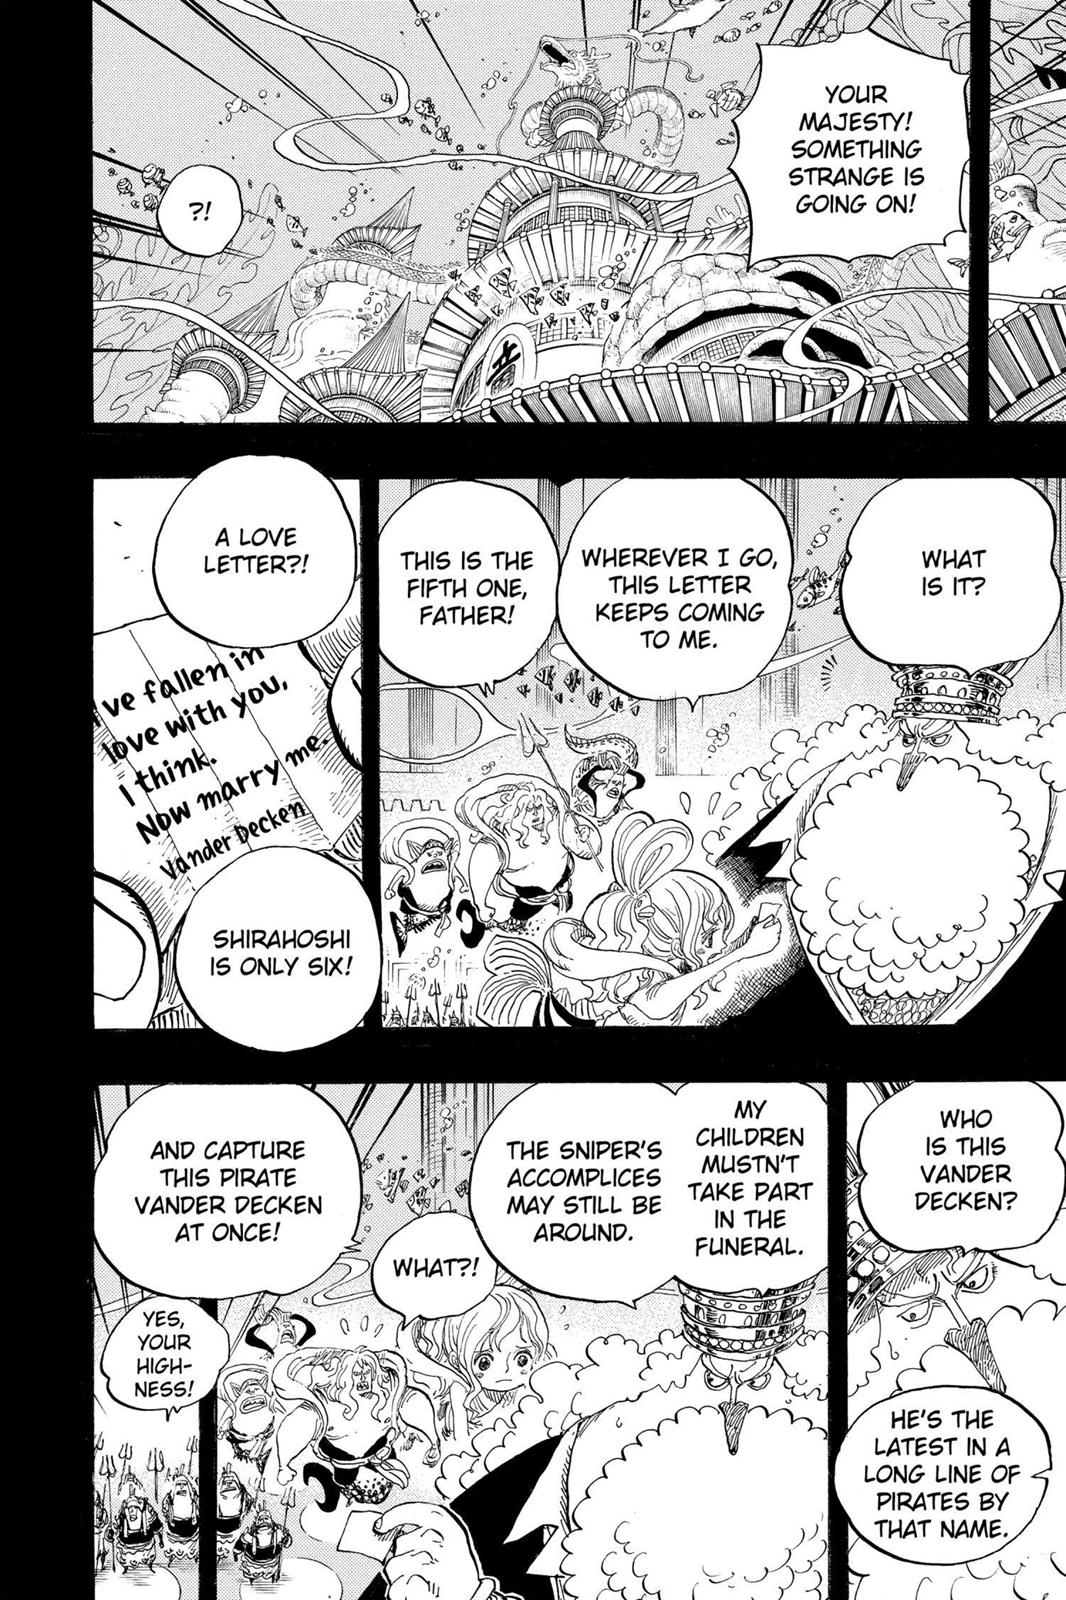 YOUR
MAJESTY!
SOMETHING
STRANGE IS
GOING ON!
?!
竜
WHAT
IS IT?
WHEREVER I GO,
THIS LETTER
KEEPS COMING
TO ME.
THIS IS THE
FIFTH ONE,
FATHER!
A LOVE
LETTER?!
I've fallen in
love with you,
I think.
Now marry me.
Vander Decken
SHIRAHOSHI
IS ONLY SIX!
WHO
IS THIS
VANDER
DECKEN?
HE'S THE
LATEST IN A
LONG LINE OF
PIRATES BY
THAT NAME.
MY
CHILDREN
MUSTN'T
TAKE PART
IN THE
FUNERAL.
THE SNIPER'S
ACCOMPLICES
MAY STILL BE
AROUND.
WHAT?!
AND CAPTURE
THIS PIRATE
VANDER DECKEN
AT ONCE!
YES,
YOUR
HIGH-
NESS!